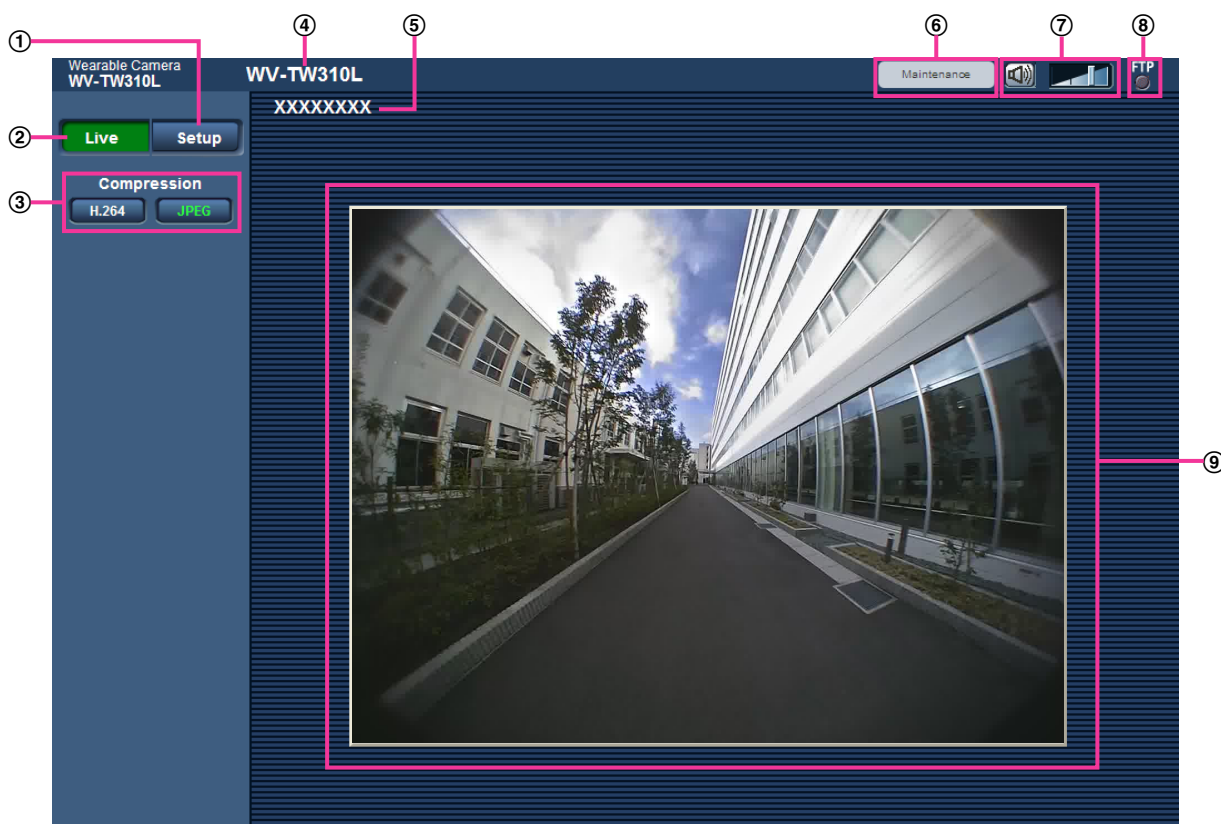 ① ④ ⑤ ⑥ ⑦ ⑧
Wearable Camera
WV-TW310L
WV-TW310L
Maintenance
FTP
XXXXXXXX
② Live Setup
Compression
③ H.264 JPEG
⑨